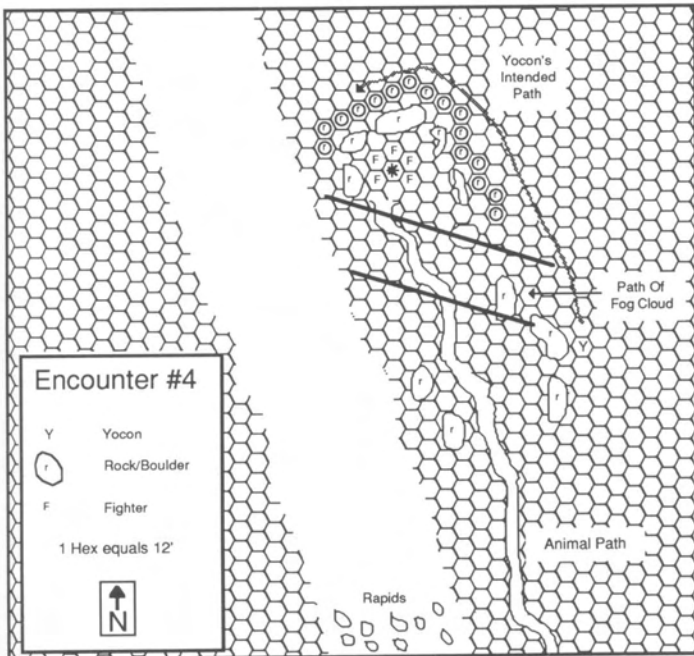 Yocon's
Intended
Path
r r r r r r r r r r r r r r r r r r
r
r
r
F
F F
F F
r
r
r
Path Of
Fog Cloud
r
Y
r
r
r
Encounter #4
Y Yocon
r Rock/Boulder
F Fighter
1 Hex equals 12'
N
Animal Path
Rapids